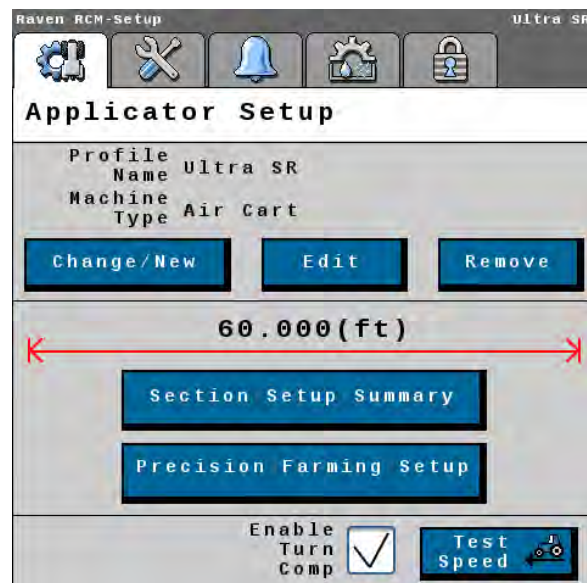 Raven RCM-Setup Ultra SR
Applicator Setup
Profile
Name Ultra SR
Machine
Type Air Cart
Change/New Edit Remove
60.000(ft)
Section Setup Summary
Precision Farming Setup
Enable
Turn
Comp
Test
Speed